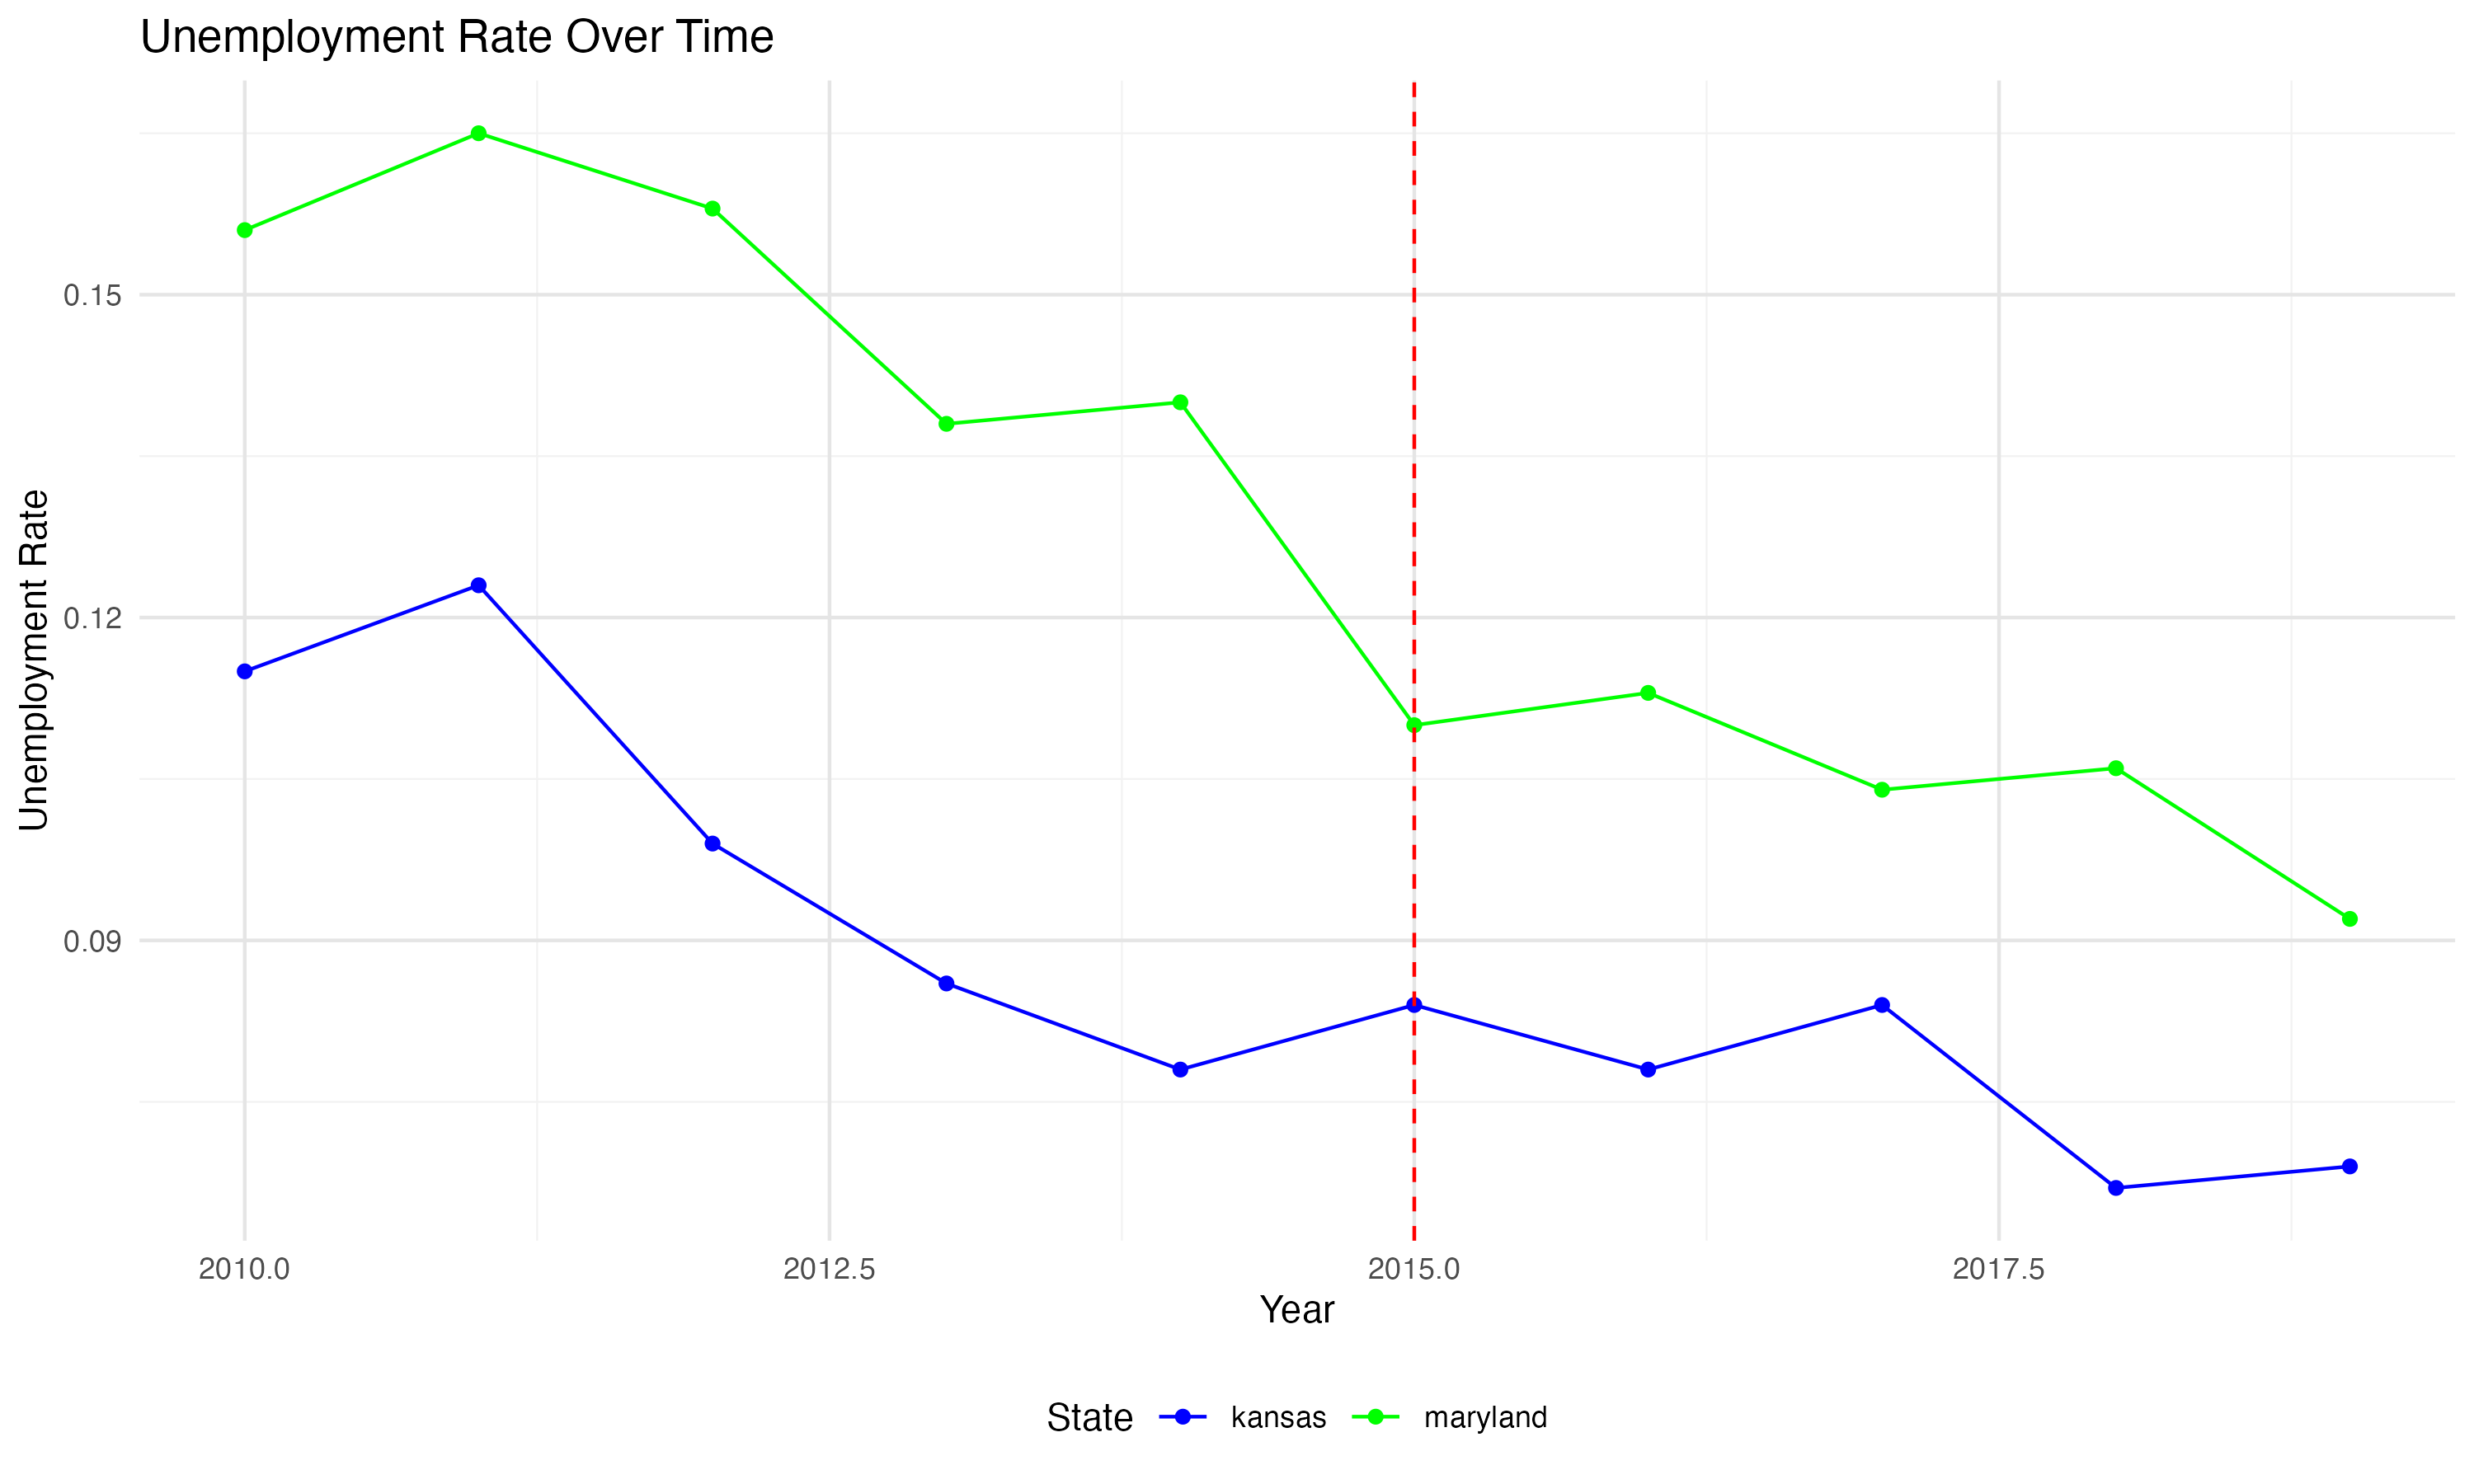 Unemployment Rate Over Time
Unemployment Rate
0.15
0.12
0.09
2010.0 2012.5 2015.0 2017.5
Year
State kansas maryland